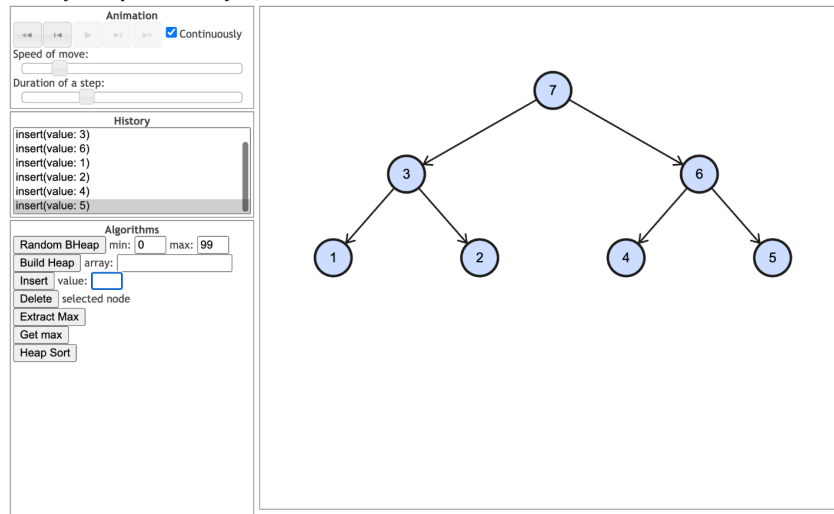 Animation
Continuously
Speed of move:
Duration of a step:
History
insert(value: 3)
insert(value: 6)
insert(value: 1)
insert(value: 2)
insert(value: 4)
insert(value: 5)
Algorithms
Random BHeap min: 0 max: 99
Build Heap array:
Insert value:
Delete selected node
Extract Max
Get max
Heap Sort
7
3 6
1 2 4 5